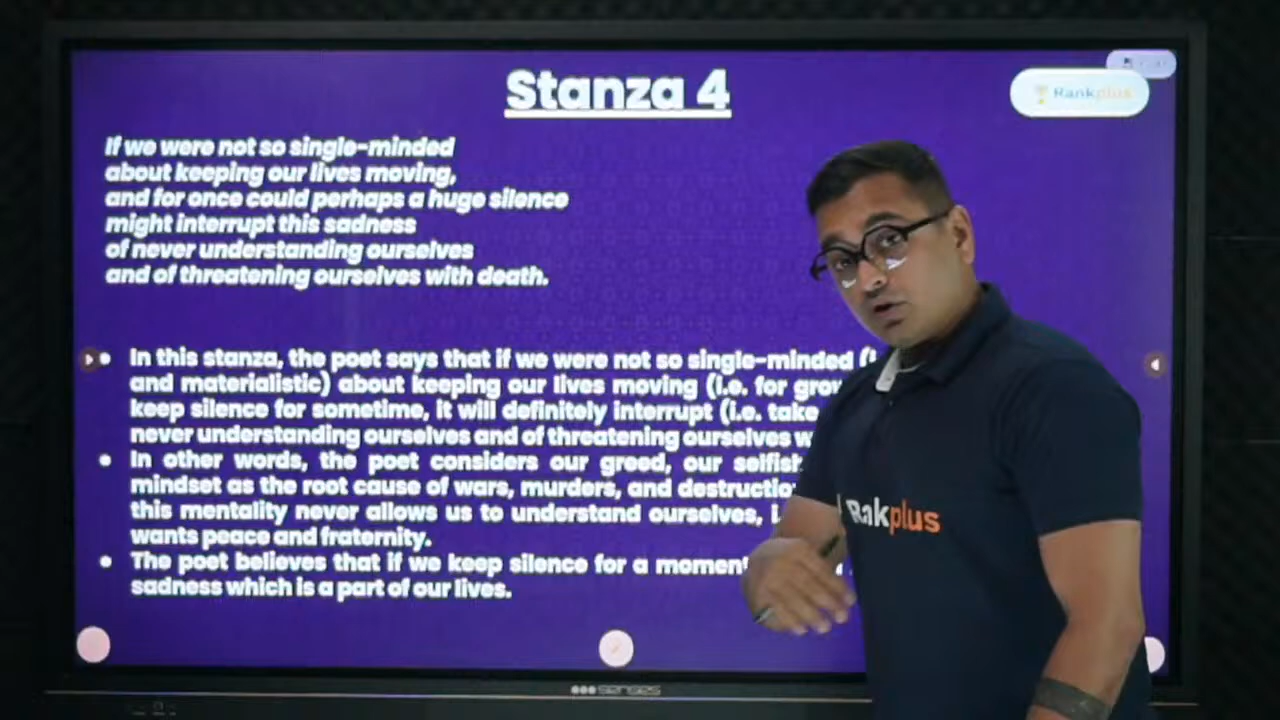 Stanza 4
Rankplus
If we were not so single-minded
about keeping our lives moving,
and for once could perhaps a huge silence
might interrupt this sadness
of never understanding ourselves
and of threatening ourselves with death.
In this stanza, the poet says that if we were not so single-minded
and materialistic) about keeping our lives moving (i.e. for
keep silence for sometime, it will definitely interrupt (i.e. take
never understanding ourselves and of threatening ourselves
In other words, the poet considers our greed, our
mindset as the root cause of wars, murders, and
this mentality never allows us to understand ourselves,
wants peace and fraternity.
The poet believes that if we keep silence for a
sadness which is a part of our lives.
Rakplus
senses